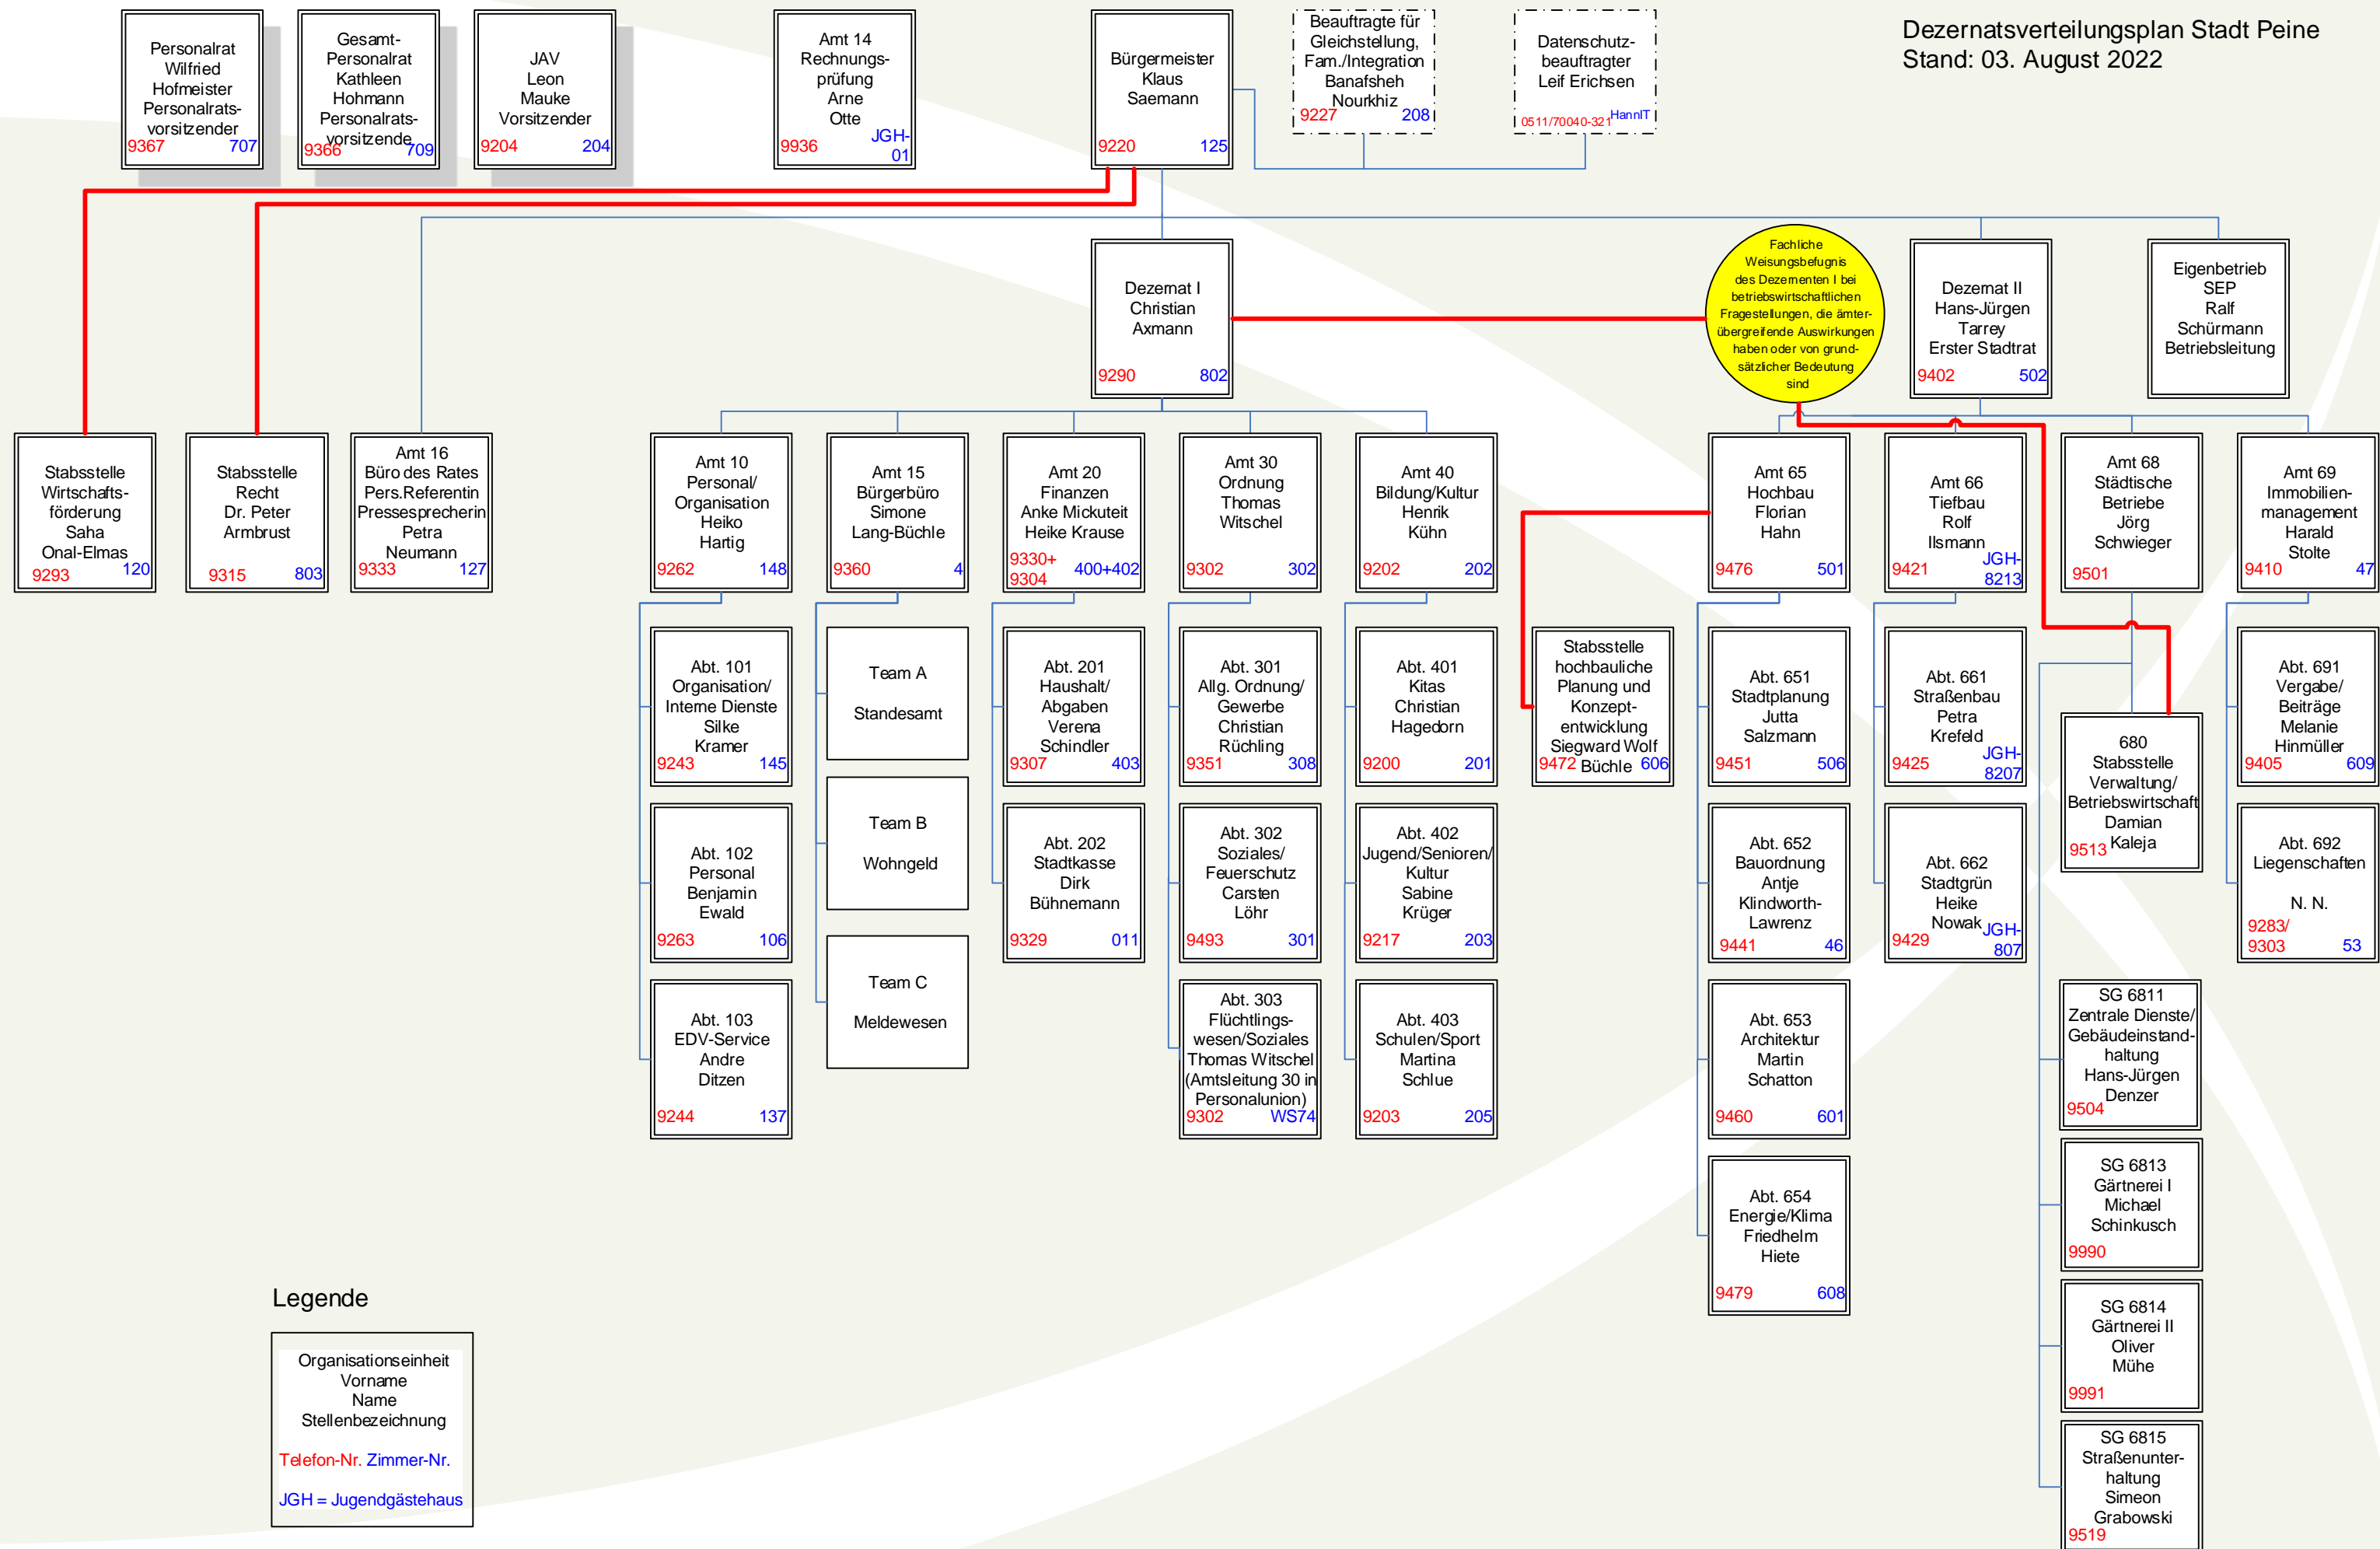 Dezernatsverteilungsplan Stadt Peine
Stand: 03. August 2022
Personalrat
Wilfried
Hofmeister
Personalrats-
vorsitzender
9367 707
Gesamt-
Personalrat
Kathleen
Hohmann
Personalrats-
vorsitzende
9366 709
JAV
Leon
Mauke
Vorsitzender
9204 204
Amt 14
Rechnungs-
prüfung
Arne
Otte
9936 JGH-
01
Bürgermeister
Klaus
Saemann
9220 125
Beauftragte für
Gleichstellung,
Fam./Integration
Banafsheh
Nourkhiz
9227 208
Datenschutz-
beauftragter
Leif Erichsen
0511/70040-321 HannIT
Dezernat I
Christian
Axmann
9290 802
Fachliche
Weisungsbefugnis
des Dezernenten I bei
betriebswirtschaftlichen
Fragestellungen, die ämter-
übergreifende Auswirkungen
haben oder von grund-
sätzlicher Bedeutung
sind
Dezernat II
Hans-Jürgen
Tarrey
Erster Stadtrat
9402 502
Eigenbetrieb
SEP
Ralf
Schürmann
Betriebsleitung
Stabsstelle
Wirtschafts-
förderung
Saha
Onal-Elmas
9293 120
Stabsstelle
Recht
Dr. Peter
Armbrust
9315 803
Amt 16
Büro des Rates
Pers.Referentin
Pressesprecherin
Petra
Neumann
9333 127
Amt 10
Personal/
Organisation
Heiko
Hartig
9262 148
Amt 15
Bürgerbüro
Simone
Lang-Büchle
9360 4
Amt 20
Finanzen
Anke Mickuteit
Heike Krause
9330+
9304 400+402
Amt 30
Ordnung
Thomas
Witschel
9302 302
Amt 40
Bildung/Kultur
Henrik
Kühn
9202 202
Amt 65
Hochbau
Florian
Hahn
9476 501
Amt 66
Tiefbau
Rolf
Ilsmann
9421 JGH-
8213
Amt 68
Städtische
Betriebe
Jörg
Schwieger
9501
Amt 69
Immobilien-
management
Harald
Stolte
9410 47
Abt. 101
Organisation/
Interne Dienste
Silke
Kramer
9243 145
Team A
Standesamt
Abt. 201
Haushalt/
Abgaben
Verena
Schindler
9307 403
Abt. 301
Allg. Ordnung/
Gewerbe
Christian
Rüchling
9351 308
Abt. 401
Kitas
Christian
Hagedorn
9200 201
Stabsstelle
hochbauliche
Planung und
Konzept-
entwicklung
Siegward Wolf
Büchle
9472 606
Abt. 651
Stadtplanung
Jutta
Salzmann
9451 506
Abt. 661
Straßenbau
Petra
Krefeld
9425 JGH-
8207
680
Stabsstelle
Verwaltung/
Betriebswirtschaft
Damian
Kaleja
9513
Abt. 691
Vergabe/
Beiträge
Melanie
Hinmüller
9405 609
Abt. 102
Personal
Benjamin
Ewald
9263 106
Team B
Wohngeld
Abt. 202
Stadtkasse
Dirk
Bühnemann
9329 011
Abt. 302
Soziales/
Feuerschutz
Carsten
Löhr
9493 301
Abt. 402
Jugend/Senioren/
Kultur
Sabine
Krüger
9217 203
Abt. 652
Bauordnung
Antje
Klindworth-
Lawrenz
9441 46
Abt. 662
Stadtgrün
Heike
Nowak
9429 JGH-
807
Abt. 692
Liegenschaften
N. N.
9283/
9303 53
Abt. 103
EDV-Service
Andre
Ditzen
9244 137
Team C
Meldewesen
Abt. 303
Flüchtlings-
wesen/Soziales
Thomas Witschel
(Amtsleitung 30 in
Personalunion)
9302 WS74
Abt. 403
Schulen/Sport
Martina
Schlue
9203 205
Abt. 653
Architektur
Martin
Schatton
9460 601
SG 6811
Zentrale Dienste/
Gebäudeinstand-
haltung
Hans-Jürgen
Denzer
9504
Abt. 654
Energie/Klima
Friedhelm
Hiete
9479 608
SG 6813
Gärtnerei I
Michael
Schinkusch
9990
SG 6814
Gärtnerei II
Oliver
Mühe
9991
SG 6815
Straßenunter-
haltung
Simeon
Grabowski
9519
Legende
Organisationseinheit
Vorname
Name
Stellenbezeichnung
Telefon-Nr. Zimmer-Nr.
JGH = Jugendgästehaus